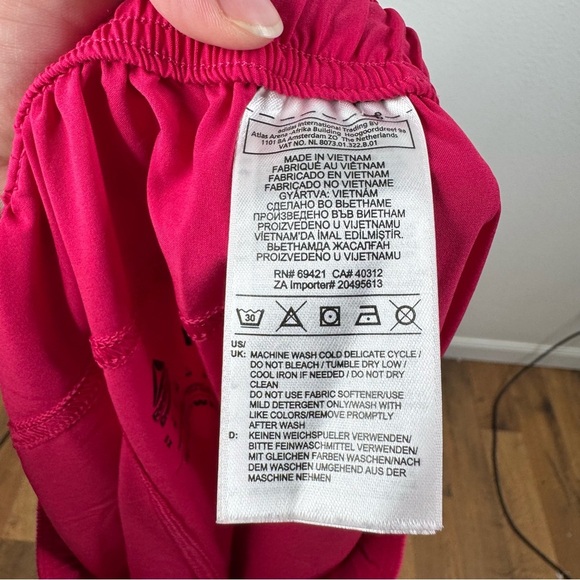 adidas International Trading BV
Atlas Arena -Afrika Building Hoogoorddreef 9a
1101 BA Amsterdam ZO The Netherlands
VAT NO. NL 8073.01.322.B.01
MADE IN VIETNAM
FABRIQUÉ AU VIÊTNAM
FABRICADO EN VIETNAM
FABRICADO NO VIETNAME
GYÁRTVA: VIETNAM
СДЕЛАНО ВО ВЬЕТНАМЕ
ПРОИЗВЕДЕНО ВЪВ ВИЕТНАМ
PROIZVEDENO U VIJETNAMU
VİETNAM'DA İMAL EDİLMİŞTİR.
ВЬЕТНАМДА ЖАСАЛҒАН
PROIZVEDENO U VIJETNAMU
RN# 69421 CA# 40312
ZA Importer# 20495613
30
US/
UK: MACHINE WASH COLD DELICATE CYCLE /
DO NOT BLEACH / TUMBLE DRY LOW /
COOL IRON IF NEEDED / DO NOT DRY
CLEAN
DO NOT USE FABRIC SOFTENER/USE
MILD DETERGENT ONLY/WASH WITH
LIKE COLORS/REMOVE PROMPTLY
AFTER WASH
D: KEINEN WEICHSPUELER VERWENDEN/
BITTE FEINWASCHMITTEL VERWENDEN/
MIT GLEICHEN FARBEN WASCHEN/NACH
DEM WASCHEN UMGEHEND AUS DER
MASCHINE NEHMEN